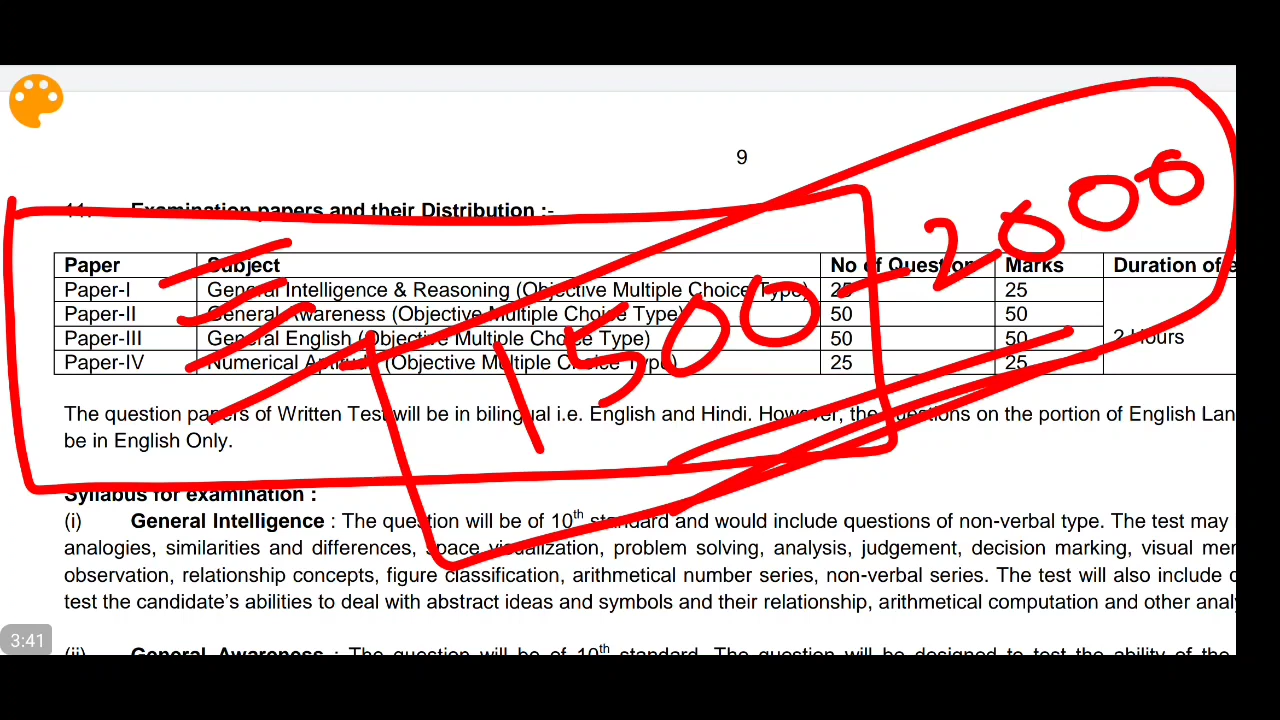 9
11. Examination papers and their Distribution :-
Paper Subject No of Question Marks Duration of e
Paper-I General Intelligence & Reasoning (Objective Multiple Choice Type) 25 25
Paper-II General Awareness (Objective Multiple Choice Type) 50 50
Paper-III General English (Objective Multiple Choice Type) 50 50 2 Hours
Paper-IV Numerical Aptitude (Objective Multiple Choice Type) 25 25
1500-2000
The question papers of Written Test will be in bilingual i.e. English and Hindi. However, the questions on the portion of English Lan
be in English Only.
Syllabus for examination :
(i) General Intelligence : The question will be of 10th standard and would include questions of non-verbal type. The test may
analogies, similarities and differences, space visualization, problem solving, analysis, judgement, decision marking, visual mer
observation, relationship concepts, figure classification, arithmetical number series, non-verbal series. The test will also include
test the candidate's abilities to deal with abstract ideas and symbols and their relationship, arithmetical computation and other analy
3:41
(ii) General Awareness : The question will be of 10th standard. The question will be designed to test the ability of the